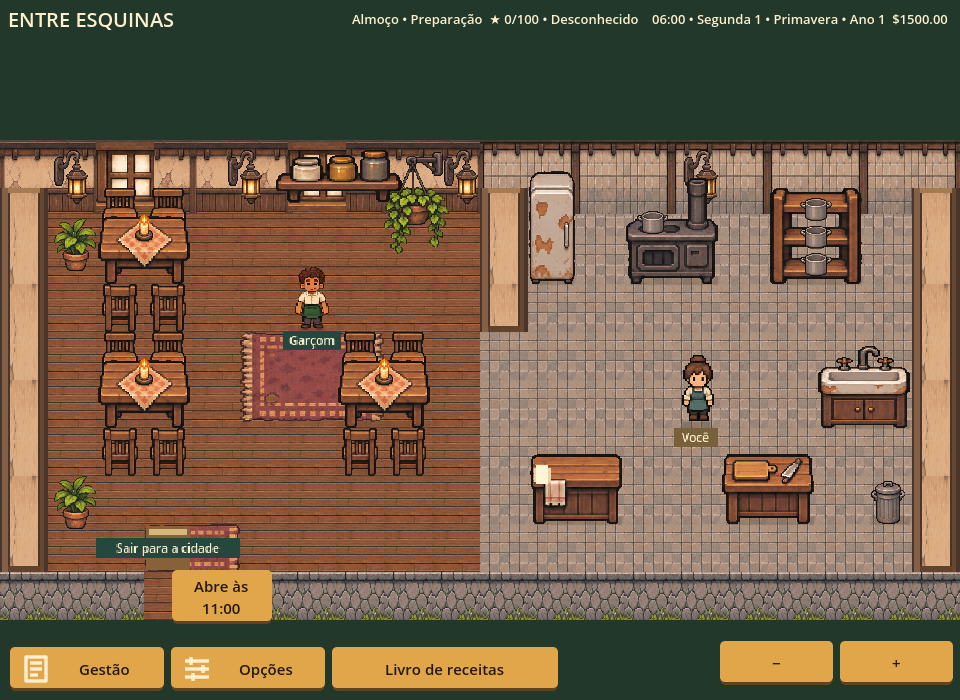 ENTRE ESQUINAS
Almoço • Preparação ★ 0/100 • Desconhecido 06:00 • Segunda 1 • Primavera • Ano 1 $1500.00
Garçom
Você
Sair para a cidade
Abre às
11:00
Gestão
Opções
Livro de receitas
−
+